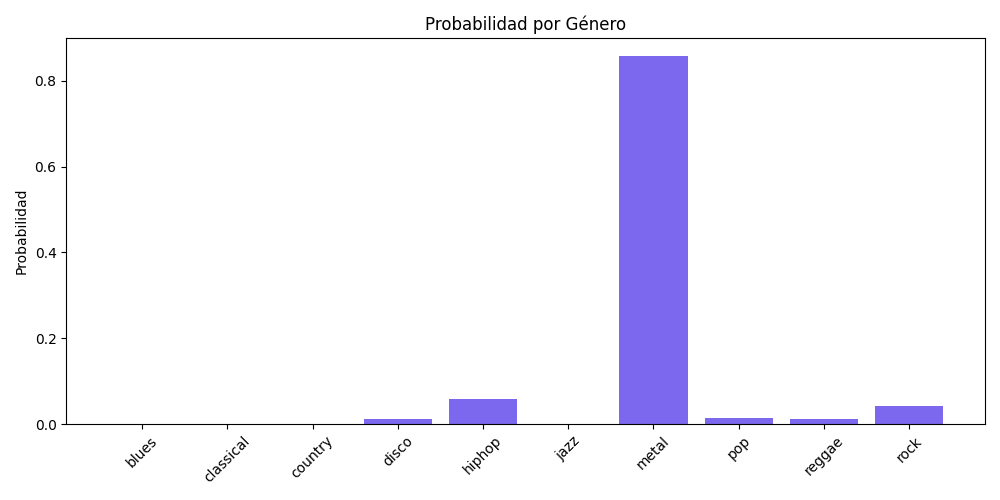 Probabilidad por Género
Probabilidad
0.8
0.6
0.4
0.2
0.0
blues
classical
country
disco
hiphop
jazz
metal
pop
reggae
rock